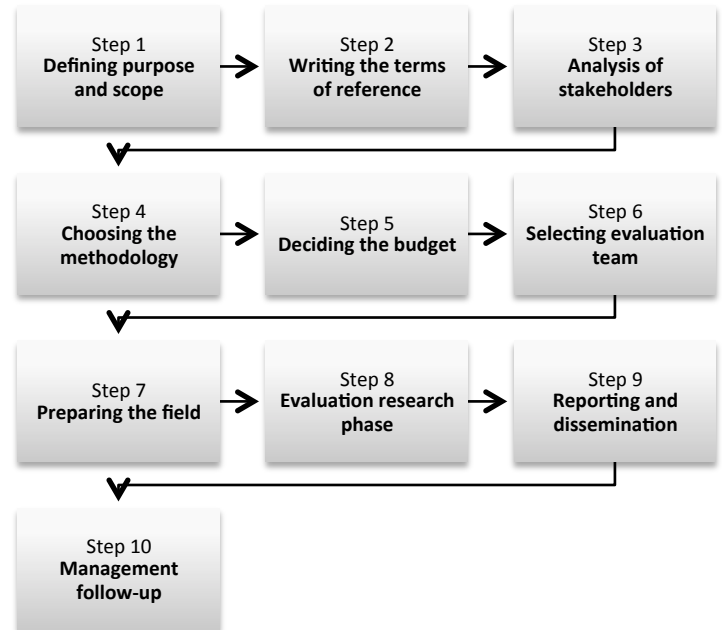 Step 1
Defining purpose
and scope
Step 2
Writing the terms
of reference
Step 3
Analysis of
stakeholders
Step 4
Choosing the
methodology
Step 5
Deciding the budget
Step 6
Selecting evaluation
team
Step 7
Preparing the field
Step 8
Evaluation research
phase
Step 9
Reporting and
dissemination
Step 10
Management
follow-up